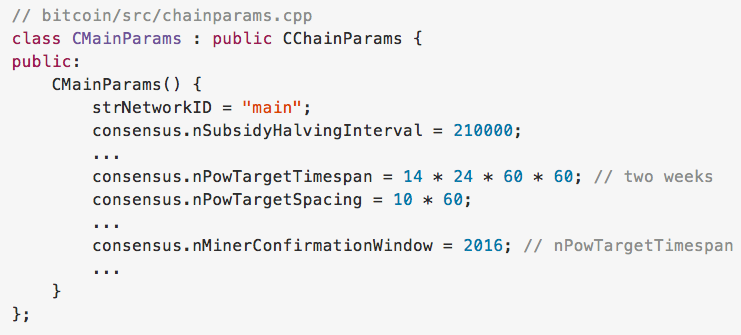 // bitcoin/src/chainparams.cpp
class CMainParams : public CChainParams {
public:
    CMainParams() {
        strNetworkID = "main";
        consensus.nSubsidyHalvingInterval = 210000;
        ...
        consensus.nPowTargetTimespan = 14 * 24 * 60 * 60; // two weeks
        consensus.nPowTargetSpacing = 10 * 60;
        ...
        consensus.nMinerConfirmationWindow = 2016; // nPowTargetTimespan
        ...
    }
};